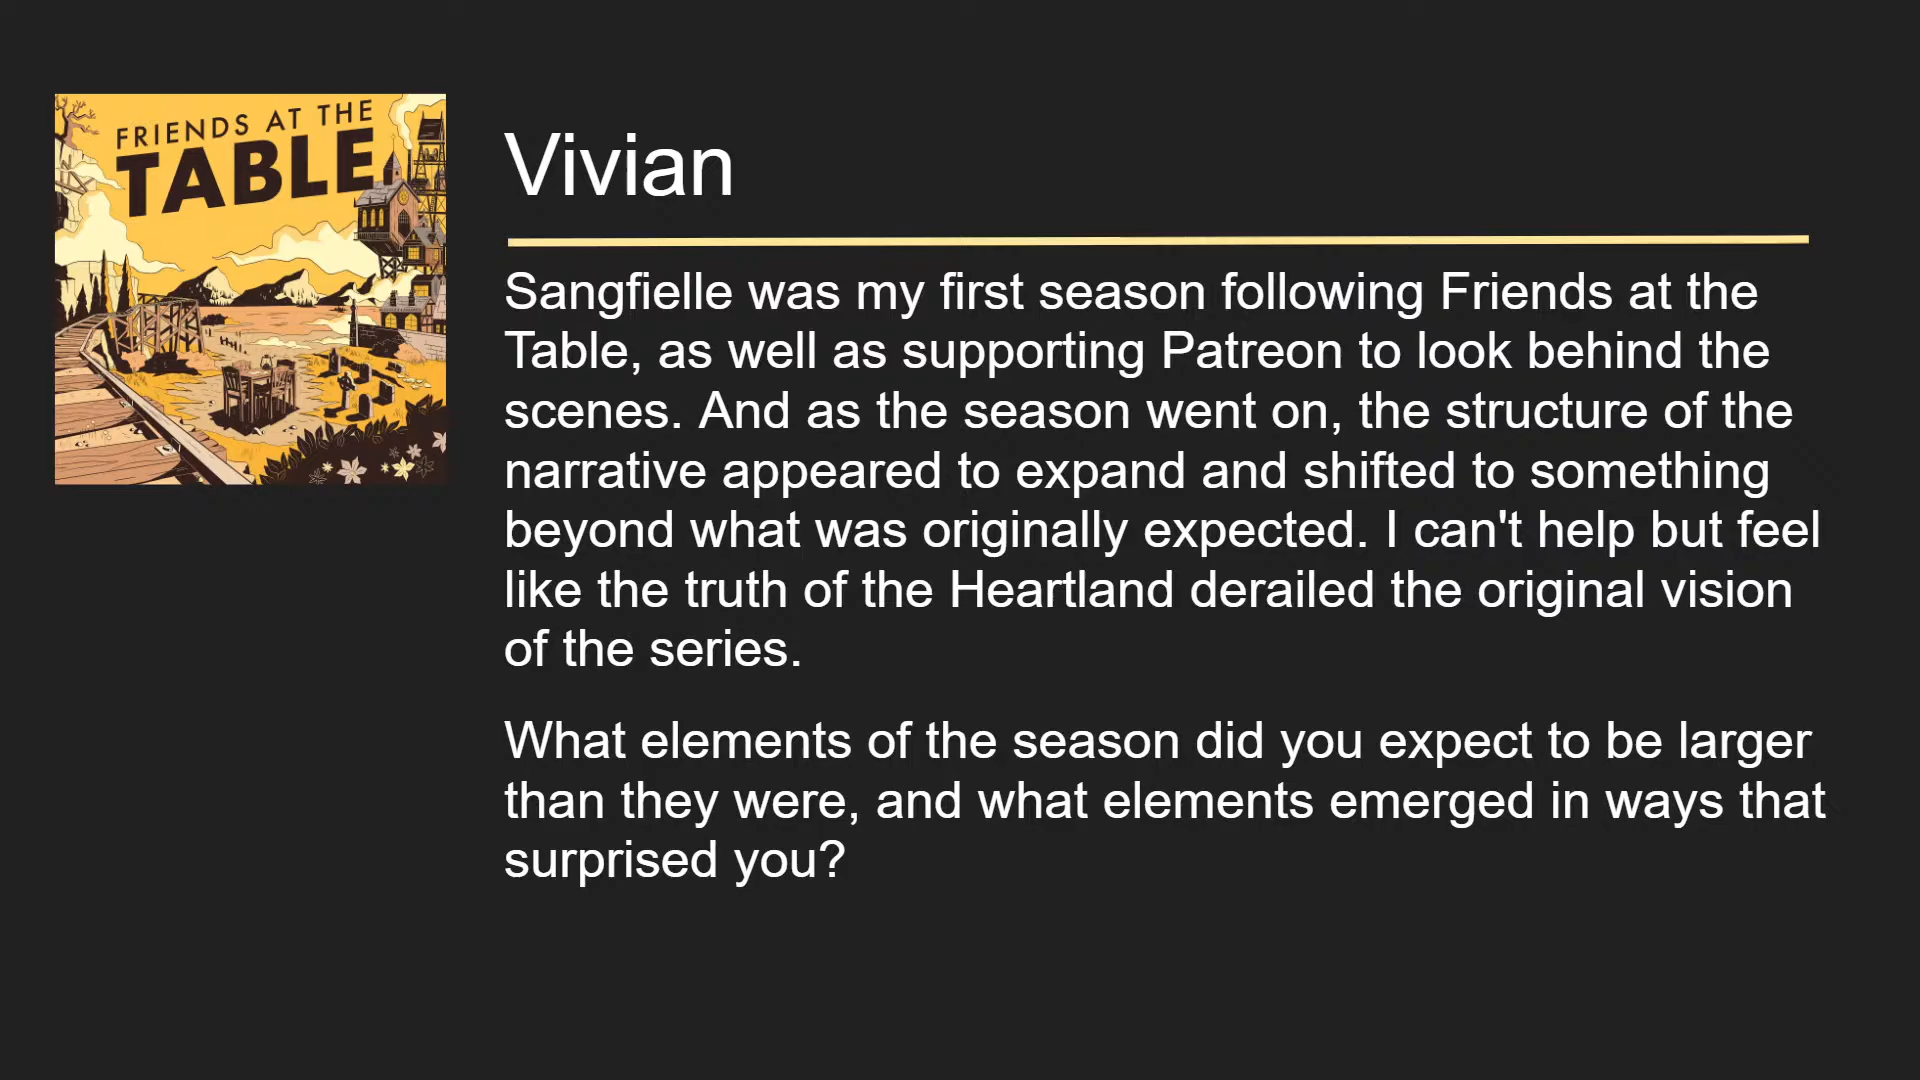 FRIENDS AT THE
TABLE
Vivian
Sangfielle was my first season following Friends at the
Table, as well as supporting Patreon to look behind the
scenes. And as the season went on, the structure of the
narrative appeared to expand and shifted to something
beyond what was originally expected. I can't help but feel
like the truth of the Heartland derailed the original vision
of the series.
What elements of the season did you expect to be larger
than they were, and what elements emerged in ways that
surprised you?